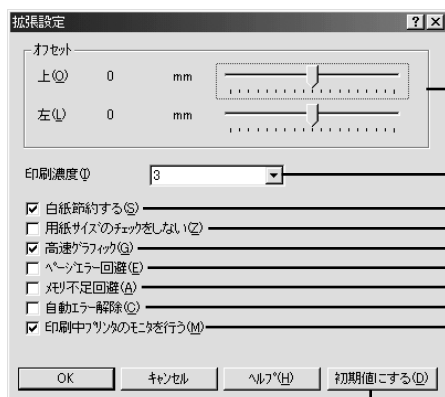 拡張設定
オフセット
上(O) 0 mm
左(L) 0 mm
印刷濃度(I) 3
白紙節約する(S)
用紙サイズのチェックをしない(Z)
高速グラフィック(G)
ページエラー回避(E)
メモリ不足回避(A)
自動エラー解除(C)
印刷中プリンタのモニタを行う(M)
OK キャンセル ヘルプ(H) 初期値にする(D)